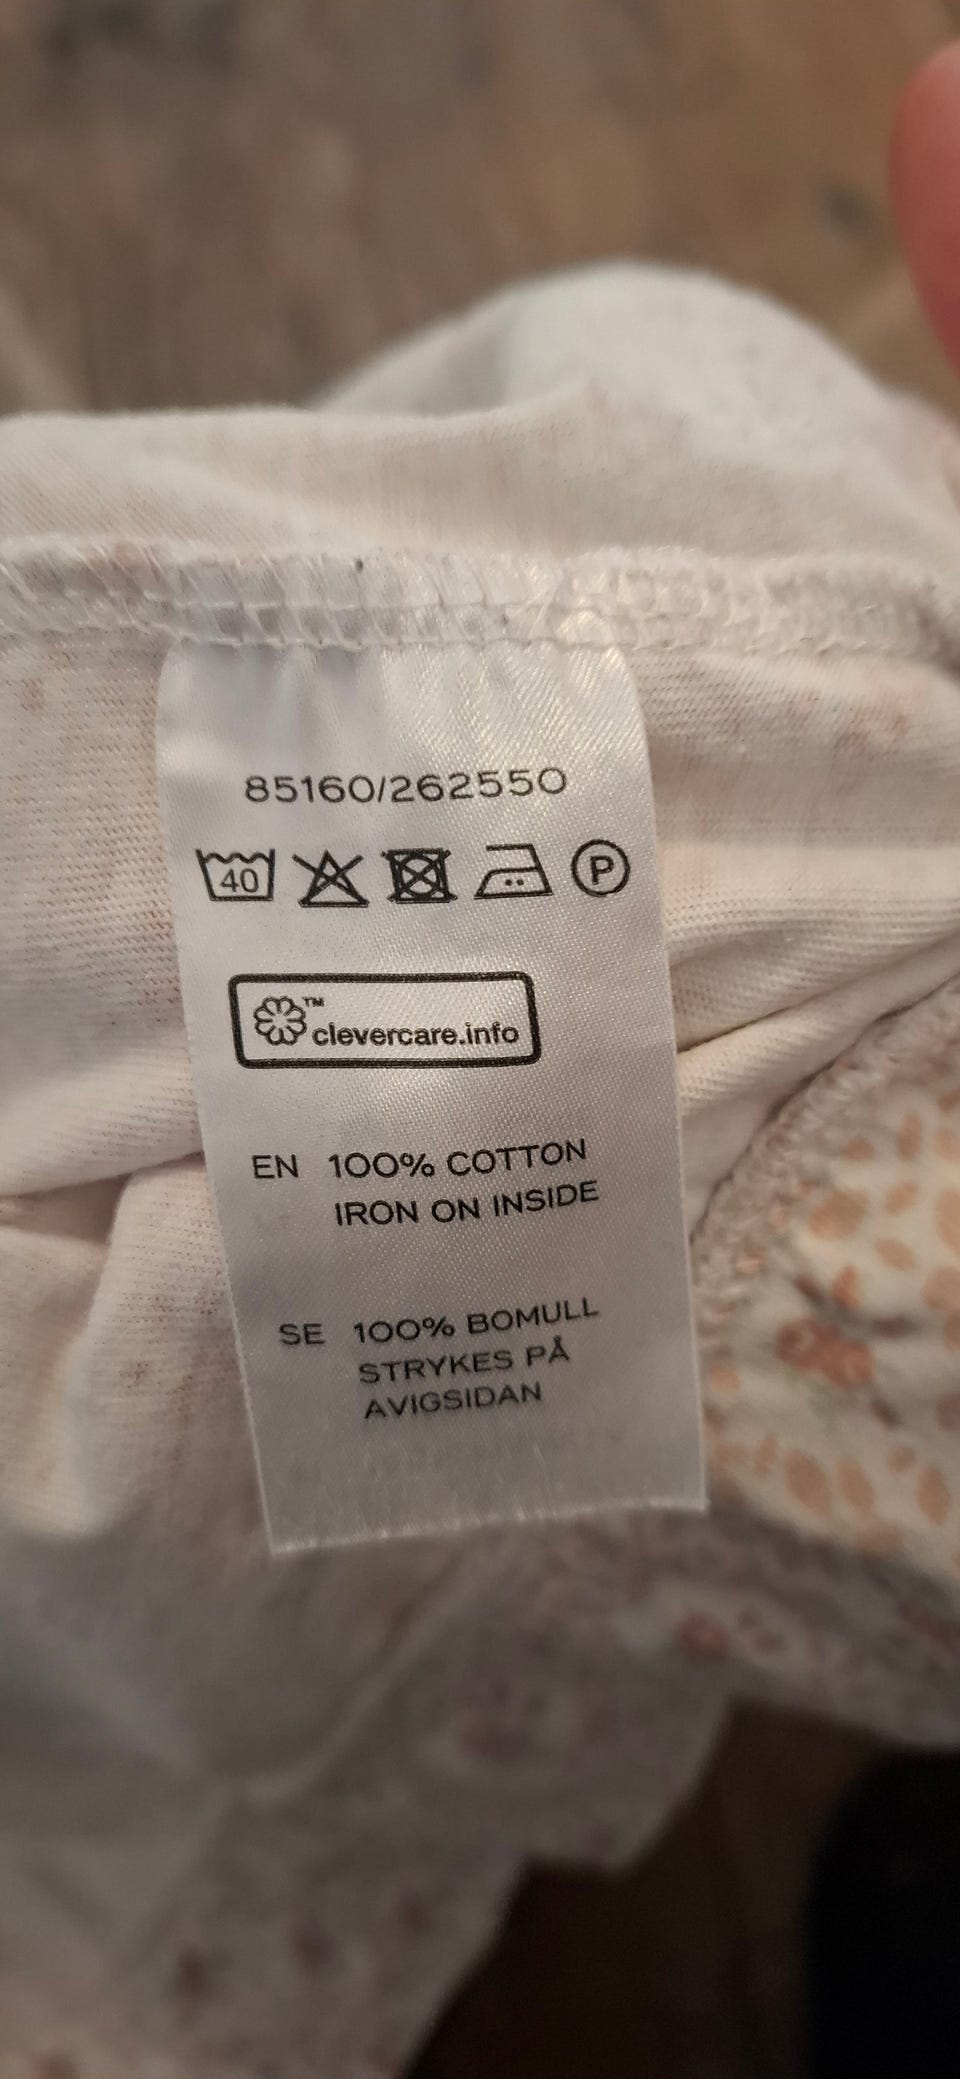 85160/262550
40 P
™
clevercare.info
EN 100% COTTON
IRON ON INSIDE
SE 100% BOMULL
STRYKES PÅ
AVIGSIDAN